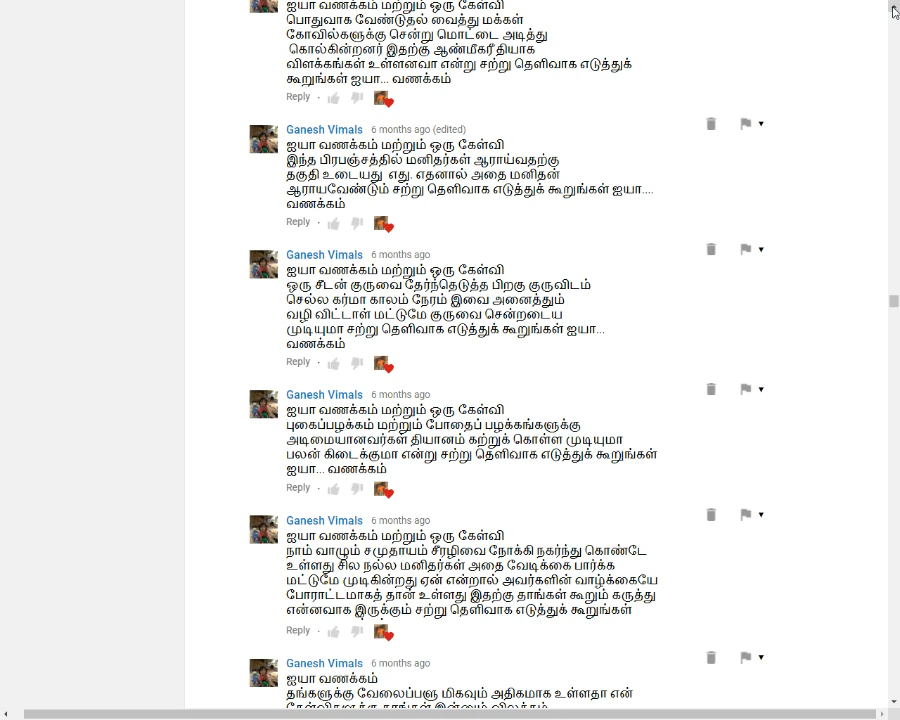 ஐயா வணக்கம் மற்றும் ஒரு கேள்வி
பொதுவாக வேண்டுதல் வைத்து மக்கள்
கோவில்களுக்கு சென்று மொட்டை அடித்து
கொல்கின்றனர் இதற்கு ஆண்மீகரீதியாக
விளக்கங்கள் உள்ளனவா என்று சற்று தெளிவாக எடுத்துக்
கூறுங்கள் ஐயா... வணக்கம்
Reply ·
Ganesh Vimals 6 months ago (edited)
ஐயா வணக்கம் மற்றும் ஒரு கேள்வி
இந்த பிரபஞ்சத்தில் மனிதர்கள் ஆராய்வதற்கு
தகுதி உடையது எது. எதனால் அதை மனிதன்
ஆராயவேண்டும் சற்று தெளிவாக எடுத்துக் கூறுங்கள் ஐயா....
வணக்கம்
Reply ·
Ganesh Vimals 6 months ago
ஐயா வணக்கம் மற்றும் ஒரு கேள்வி
ஒரு சீடன் குருவை தேர்ந்தெடுத்த பிறகு குருவிடம்
செல்ல கர்மா காலம் நேரம் இவை அனைத்தும்
வழி விட்டாள் மட்டுமே குருவை சென்றடைய
முடியுமா சற்று தெளிவாக எடுத்துக் கூறுங்கள் ஐயா...
வணக்கம்
Reply ·
Ganesh Vimals 6 months ago
ஐயா வணக்கம் மற்றும் ஒரு கேள்வி
புகைப்பழக்கம் மற்றும் போதைப் பழக்கங்களுக்கு
அடிமையானவர்கள் தியானம் கற்றுக் கொள்ள முடியுமா
பலன் கிடைக்குமா என்று சற்று தெளிவாக எடுத்துக் கூறுங்கள்
ஐயா... வணக்கம்
Reply ·
Ganesh Vimals 6 months ago
ஐயா வணக்கம் மற்றும் ஒரு கேள்வி
நாம் வாழும் சமுதாயம் சீரழிவை நோக்கி நகர்ந்து கொண்டே
உள்ளது சில நல்ல மனிதர்கள் அதை வேடிக்கை பார்க்க
மட்டுமே முடிகின்றது ஏன் என்றால் அவர்களின் வாழ்க்கையே
போராட்டமாகத் தான் உள்ளது இதற்கு தாங்கள் கூறும் கருத்து
என்னவாக இருக்கும் சற்று தெளிவாக எடுத்துக் கூறுங்கள்
Reply ·
Ganesh Vimals 6 months ago
ஐயா வணக்கம்
தங்களுக்கு வேலைப்பளு மிகவும் அதிகமாக உள்ளதா என்